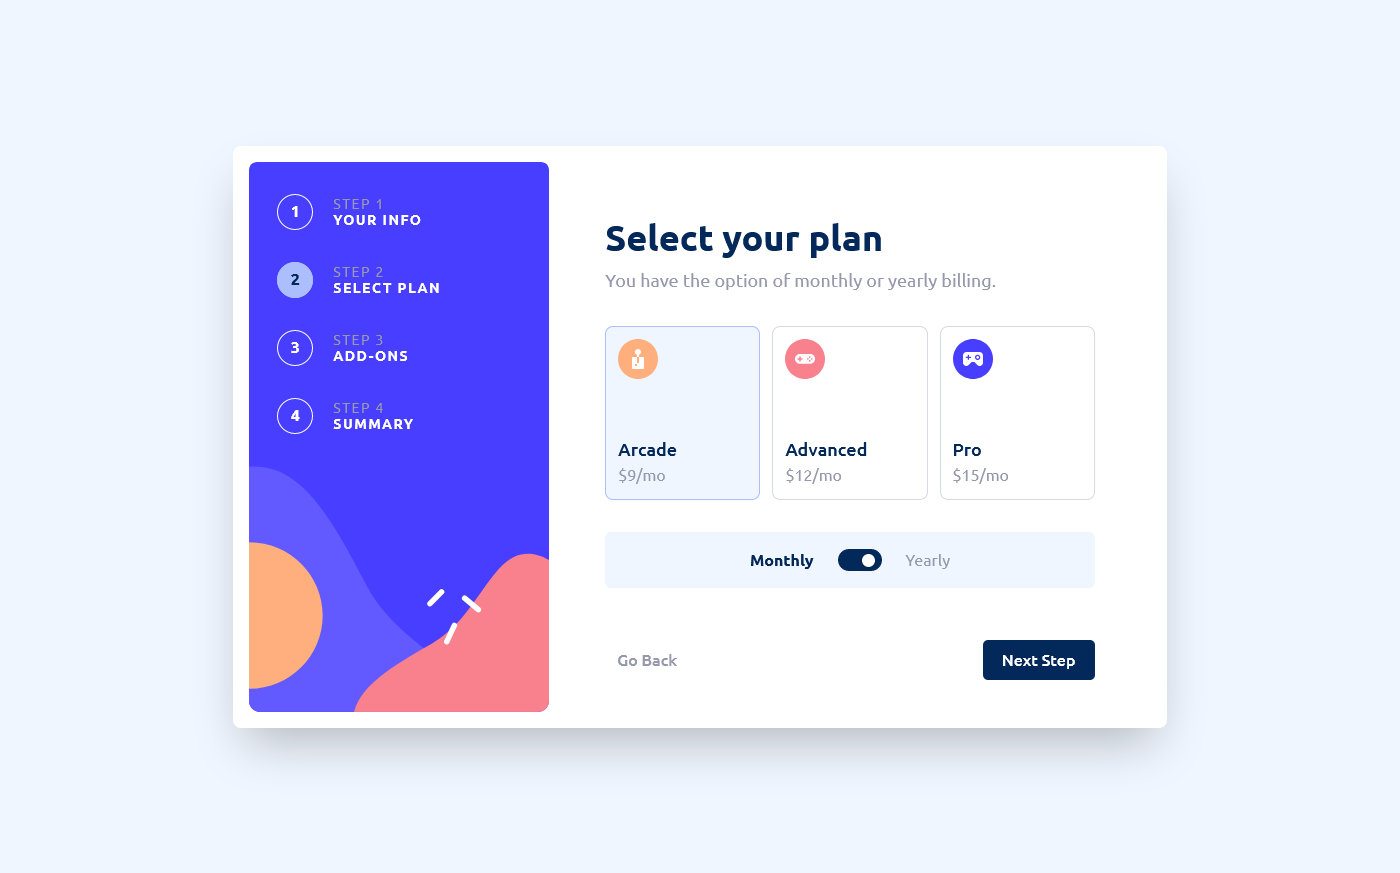 1
STEP 1
YOUR INFO
2
STEP 2
SELECT PLAN
3
STEP 3
ADD-ONS
4
STEP 4
SUMMARY
Select your plan
You have the option of monthly or yearly billing.
Arcade
$9/mo
Advanced
$12/mo
Pro
$15/mo
Monthly
Yearly
Go Back
Next Step